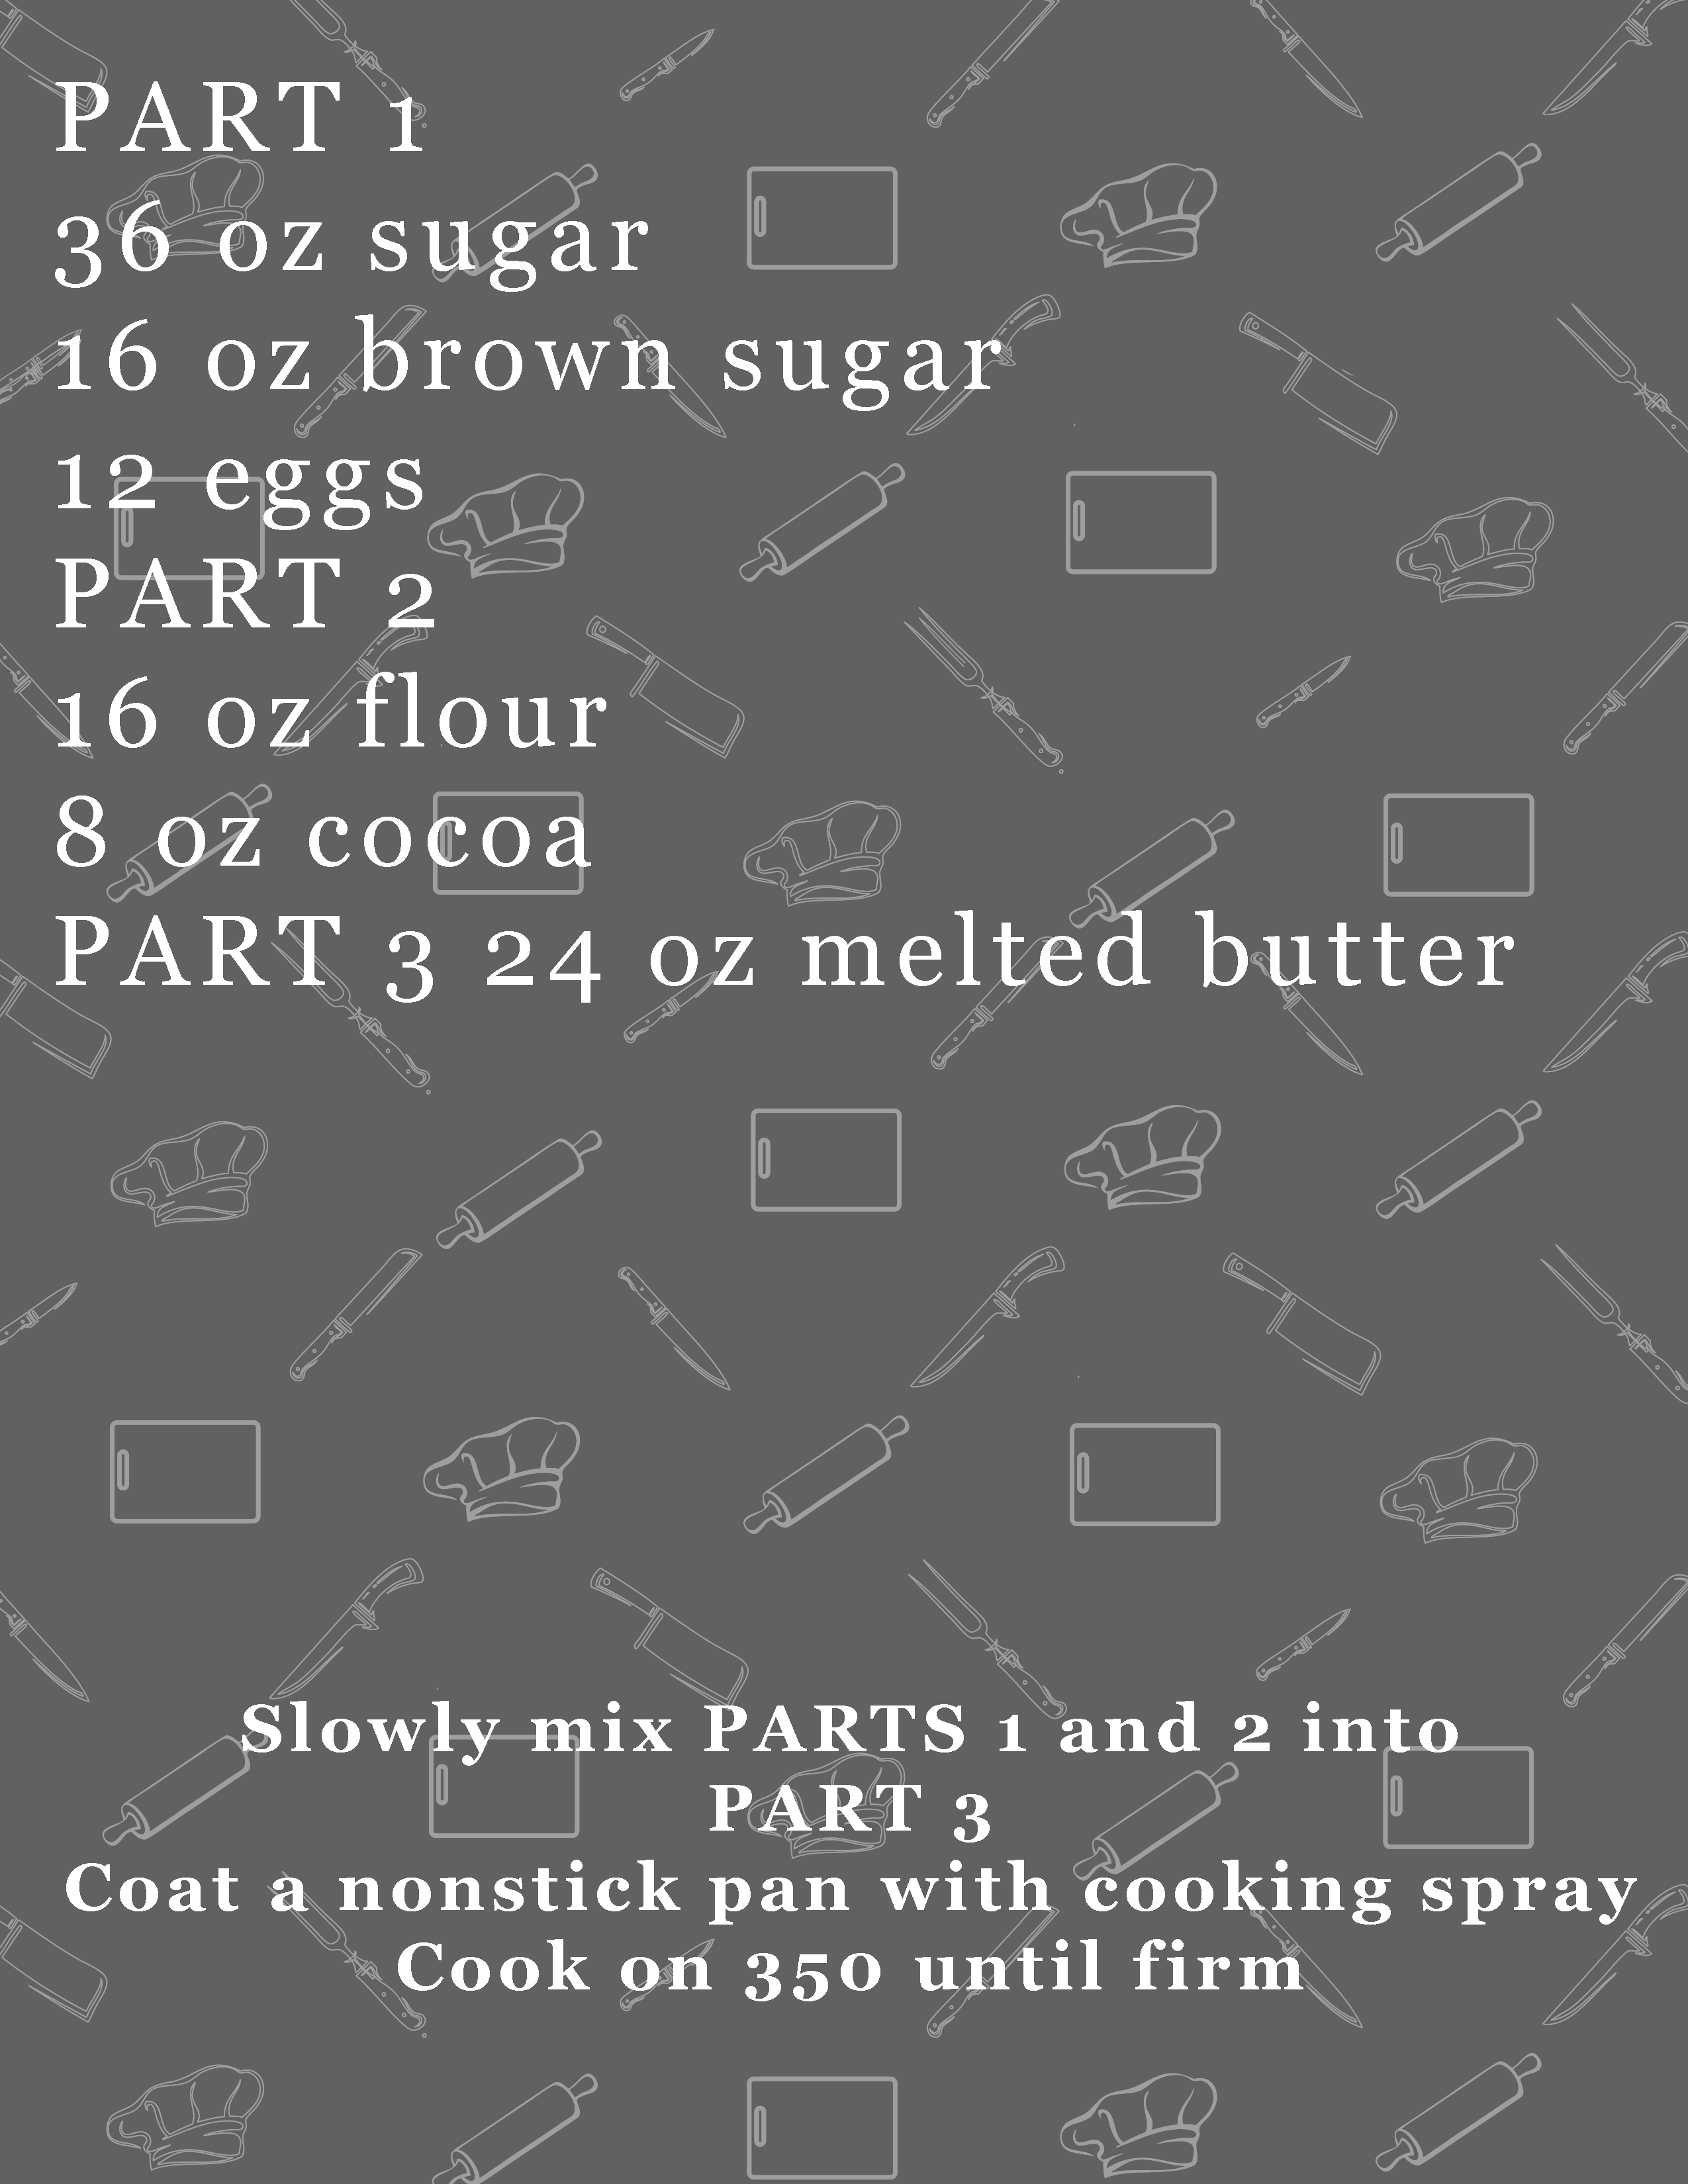 PART 1
36 oz sugar
16 oz brown sugar
12 eggs
PART 2
16 oz flour
8 oz cocoa
PART 3 24 oz melted butter
Slowly mix PARTS 1 and 2 into
PART 3
Coat a nonstick pan with cooking spray
Cook on 350 until firm